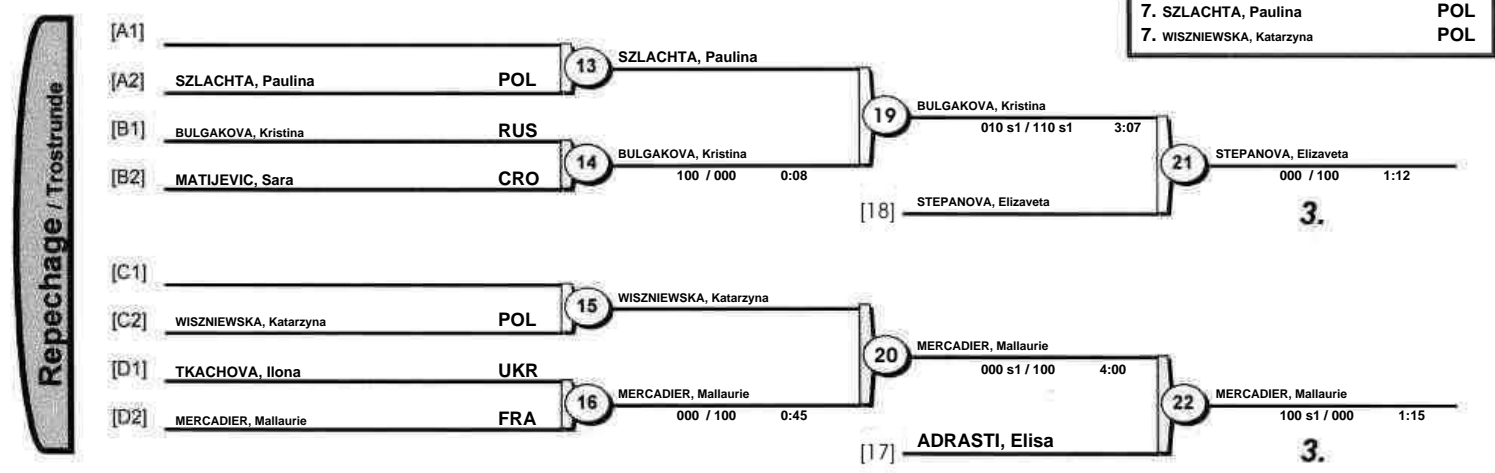 7. SZLACHTA, Paulina POL
7. WISZNIEWSKA, Katarzyna POL
Repechage / Trostrunde
[A1]
13 SZLACHTA, Paulina
[A2] SZLACHTA, Paulina POL
19 BULGAKOVA, Kristina
010 s1 / 110 s1 3:07
[B1] BULGAKOVA, Kristina RUS
14 BULGAKOVA, Kristina
100 / 000 0:08
[B2] MATIJEVIC, Sara CRO
21 STEPANOVA, Elizaveta
000 / 100 1:12
[18] STEPANOVA, Elizaveta
3.
[C1]
15 WISZNIEWSKA, Katarzyna
[C2] WISZNIEWSKA, Katarzyna POL
20 MERCADIER, Mallaurie
000 s1 / 100 4:00
[D1] TKACHOVA, Ilona UKR
16 MERCADIER, Mallaurie
000 / 100 0:45
[D2] MERCADIER, Mallaurie FRA
22 MERCADIER, Mallaurie
100 s1 / 000 1:15
[17] ADRASTI, Elisa
3.